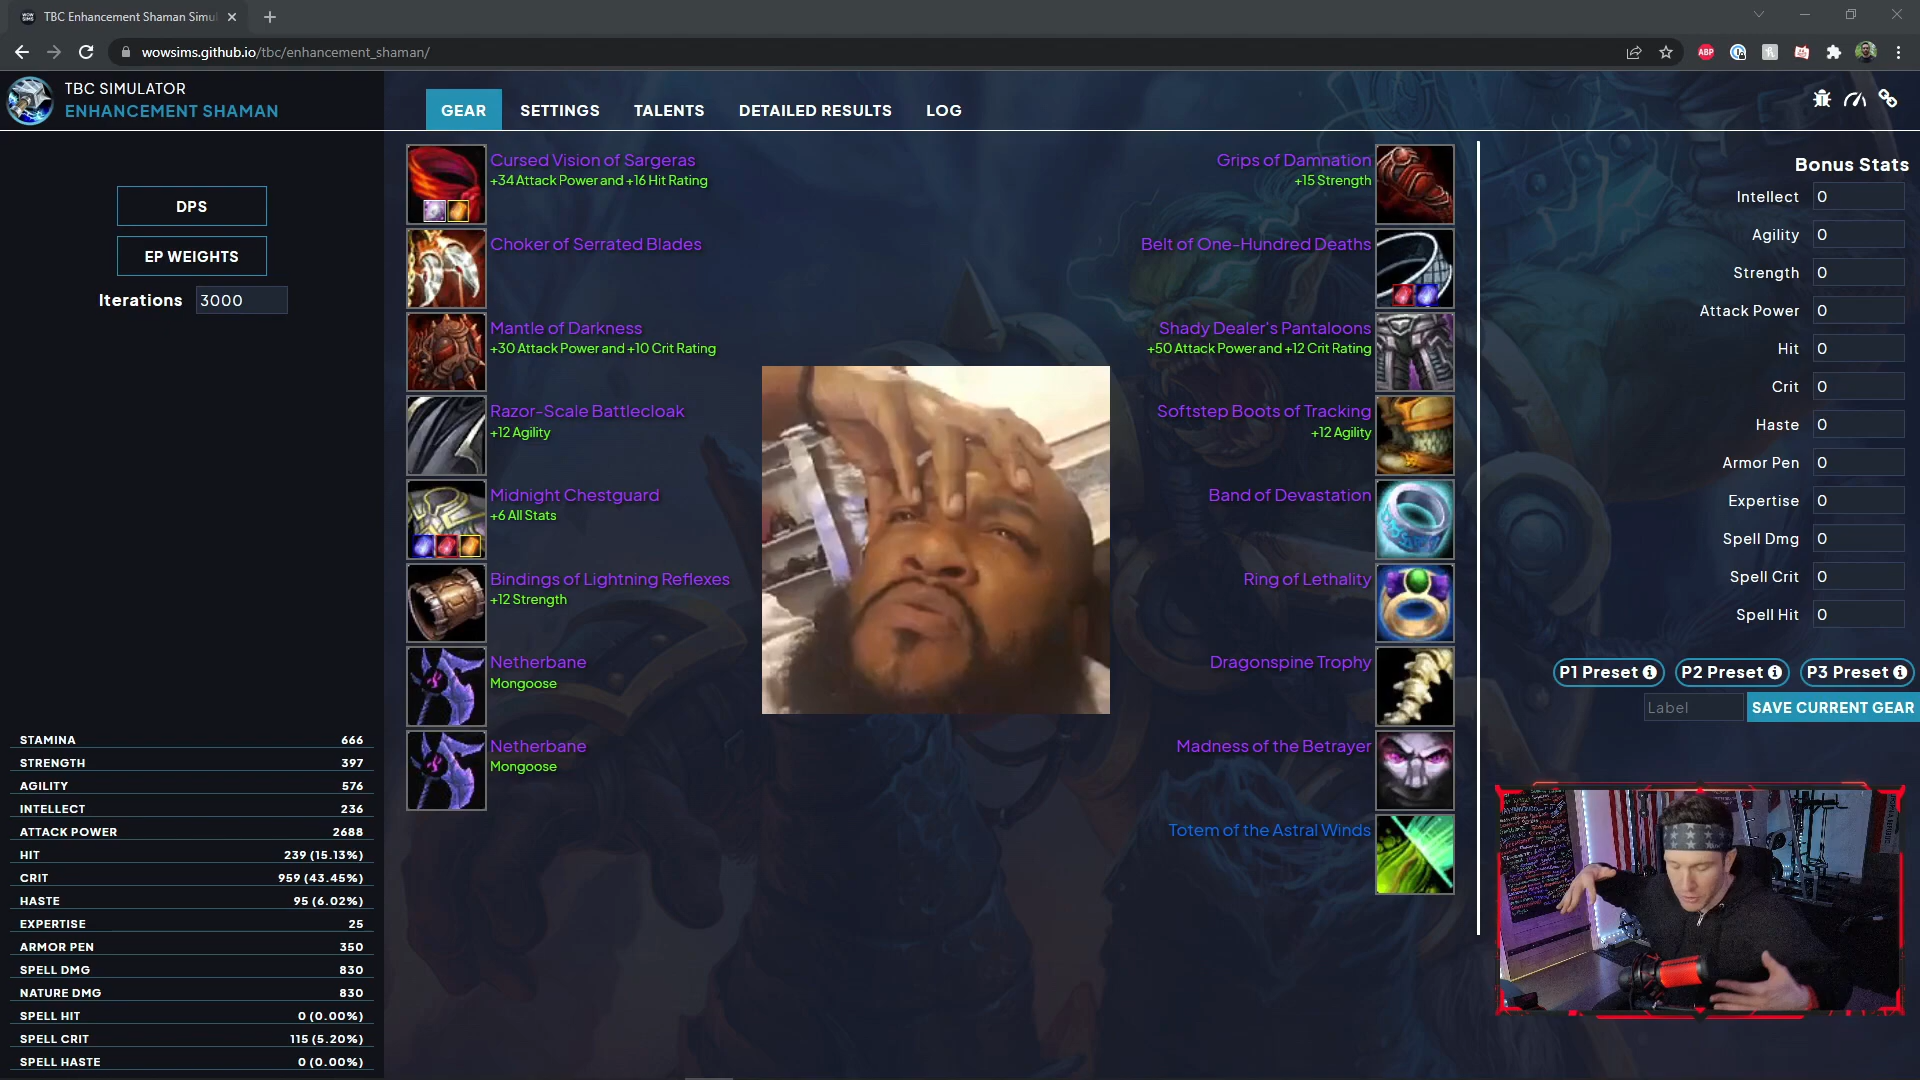 TBC Enhancement Shaman Simu
wowsims.github.io/tbc/enhancement_shaman/
ABP
TBC SIMULATOR
ENHANCEMENT SHAMAN
GEAR
SETTINGS
TALENTS
DETAILED RESULTS
LOG
DPS
EP WEIGHTS
Iterations 3000
STAMINA 666
STRENGTH 397
AGILITY 576
INTELLECT 236
ATTACK POWER 2688
HIT 239 (15.13%)
CRIT 959 (43.45%)
HASTE 95 (6.02%)
EXPERTISE 25
ARMOR PEN 350
SPELL DMG 830
NATURE DMG 830
SPELL HIT 0 (0.00%)
SPELL CRIT 115 (5.20%)
SPELL HASTE 0 (0.00%)
Cursed Vision of Sargeras
+34 Attack Power and +16 Hit Rating
Choker of Serrated Blades
Mantle of Darkness
+30 Attack Power and +10 Crit Rating
Razor-Scale Battlecloak
+12 Agility
Midnight Chestguard
+6 All Stats
Bindings of Lightning Reflexes
+12 Strength
Netherbane
Mongoose
Netherbane
Mongoose
Grips of Damnation
+15 Strength
Belt of One-Hundred Deaths
Shady Dealer's Pantaloons
+50 Attack Power and +12 Crit Rating
Softstep Boots of Tracking
+12 Agility
Band of Devastation
Ring of Lethality
Dragonspine Trophy
Madness of the Betrayer
Totem of the Astral Winds
Bonus Stats
Intellect 0
Agility 0
Strength 0
Attack Power 0
Hit 0
Crit 0
Haste 0
Armor Pen 0
Expertise 0
Spell Dmg 0
Spell Crit 0
Spell Hit 0
P1 Preset
P2 Preset
P3 Preset
Label
SAVE CURRENT GEAR